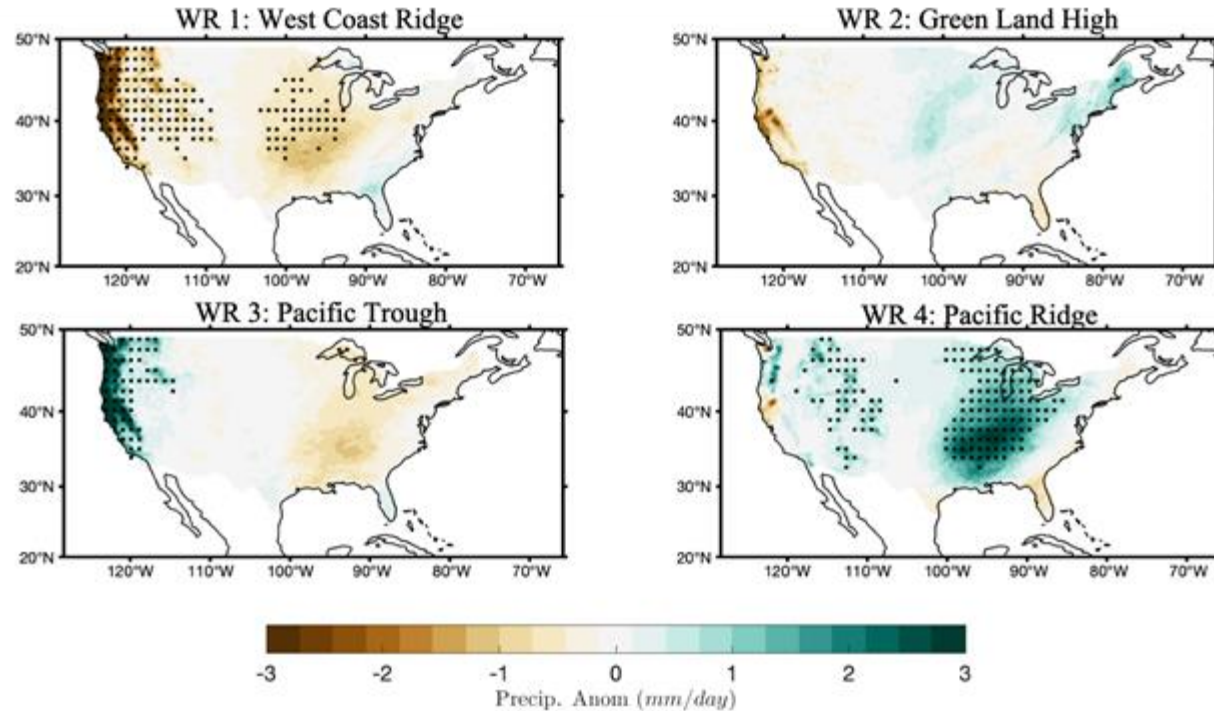 WR 1: West Coast Ridge
WR 2: Green Land High
50°N
40°N
30°N
20°N
120°W 110°W 100°W 90°W 80°W 70°W
50°N
40°N
30°N
20°N
120°W 110°W 100°W 90°W 80°W 70°W
WR 3: Pacific Trough
WR 4: Pacific Ridge
50°N
40°N
30°N
20°N
120°W 110°W 100°W 90°W 80°W 70°W
50°N
40°N
30°N
20°N
120°W 110°W 100°W 90°W 80°W 70°W
-3 -2 -1 0 1 2 3
Precip. Anom (mm/day)